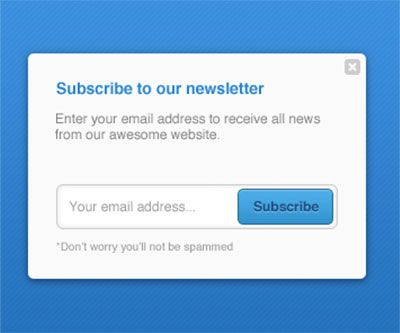 Subscribe to our newsletter
Enter your email address to receive all news
from our awesome website.
Your email address...
Subscribe
*Don't worry you'll not be spammed